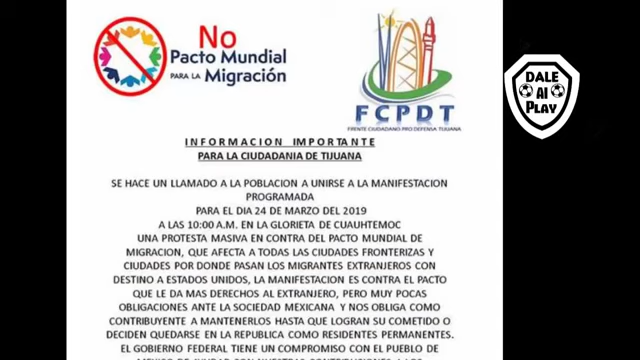 No
Pacto Mundial
PARA LA Migración
FCPDT
FRENTE CIUDADANO PRO DEFENSA TIJUANA
DALE
Al
PLAY
INFORMACION IMPORTANTE
PARA LA CIUDADANIA DE TIJUANA
SE HACE UN LLAMADO A LA POBLACION A UNIRSE A LA MANIFESTACION
PROGRAMADA
PARA EL DIA 24 DE MARZO DEL 2019
A LAS 10:00 A.M. EN LA GLORIETA DE CUAUHTEMOC
UNA PROTESTA MASIVA EN CONTRA DEL PACTO MUNDIAL DE
MIGRACION, QUE AFECTA A TODAS LAS CIUDADES FRONTERIZAS Y
CIUDADES POR DONDE PASAN LOS MIGRANTES EXTRANJEROS CON
DESTINO A ESTADOS UNIDOS, LA MANIFESTACION ES CONTRA EL PACTO
QUE LE DA MAS DERECHOS AL EXTRANJERO, PERO MUY POCAS
OBLIGACIONES ANTE LA SOCIEDAD MEXICANA Y NOS OBLIGA COMO
CONTRIBUYENTE A MANTENERLOS HASTA QUE LOGRAN SU COMETIDO O
DECIDEN QUEDARSE EN LA REPUBLICA COMO RESIDENTES PERMANENTES.
EL GOBIERNO FEDERAL TIENE UN COMPROMISO CON EL PUEBLO DE